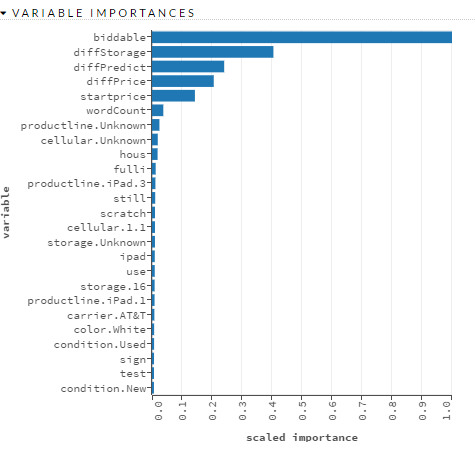 VARIABLE IMPORTANCES
biddable
diffStorage
diffPredict
diffPrice
startprice
wordCount
productline.Unknown
cellular.Unknown
hous
fulli
productline.iPad.3
still
scratch
cellular.1.1
storage.Unknown
ipad
use
storage.16
productline.iPad.1
carrier.AT&T
color.White
condition.Used
sign
test
condition.New
variable
0.0 0.1 0.2 0.3 0.4 0.5 0.6 0.7 0.8 0.9 1.0
scaled importance